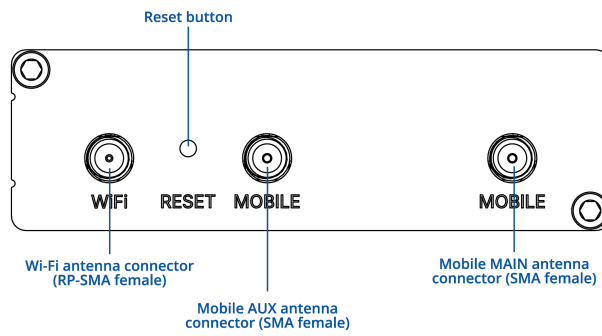 Reset button
WiFi
RESET
MOBILE
MOBILE
Wi-Fi antenna connector
(RP-SMA female)
Mobile MAIN antenna
connector (SMA female)
Mobile AUX antenna
connector (SMA female)